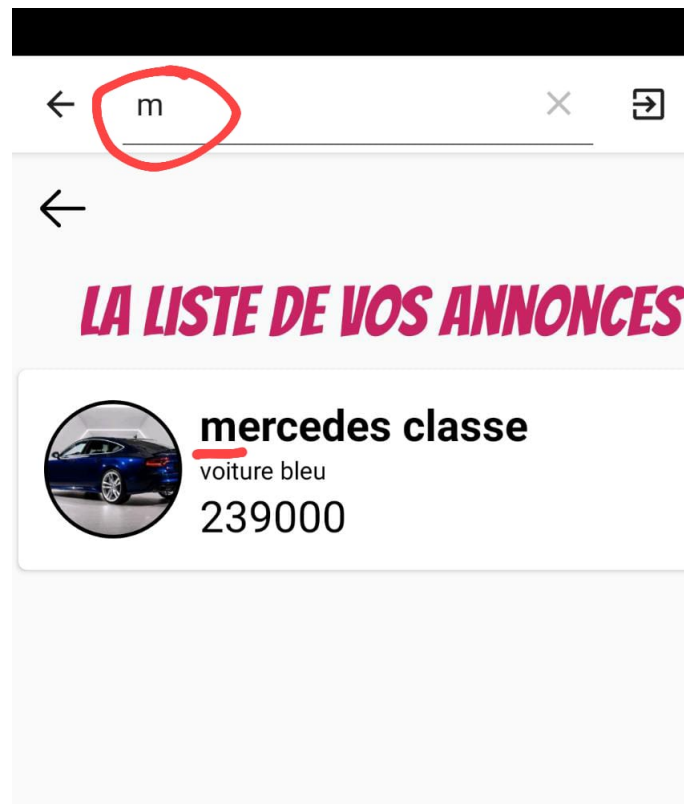 m
LA LISTE DE VOS ANNONCES
mercedes classe
voiture bleu
239000